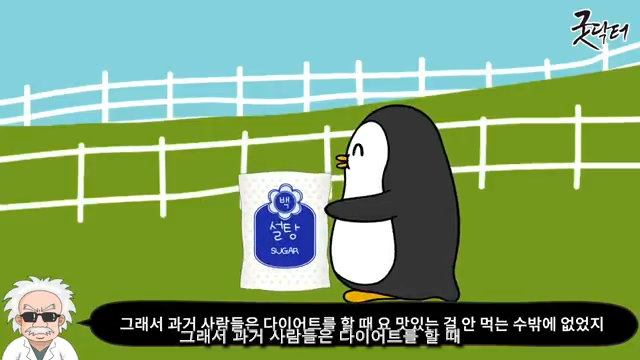 굿닥터
백
설탕
SUGAR
그래서 과거 사람들은 다이어트를 할 때 요 맛있는 걸 안 먹는 수밖에 없었지
그래서 과거 사람들은 다이어트를 할 때